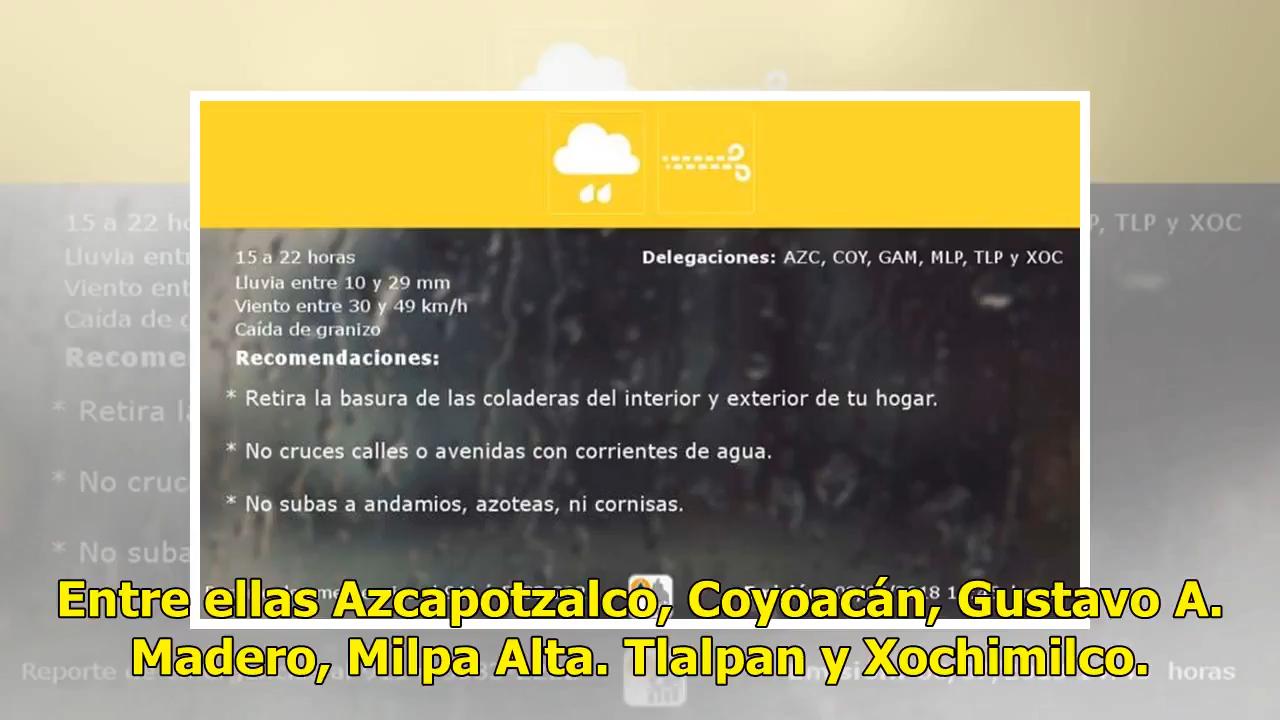 15 a 22 horas
Delegaciones: AZC, COY, GAM, MLP, TLP y XOC
Lluvia entre 10 y 29 mm
Viento entre 30 y 49 km/h
Caída de granizo
Recomendaciones:
* Retira la basura de las coladeras del interior y exterior de tu hogar.
* No cruces calles o avenidas con corrientes de agua.
* No subas a andamios, azoteas, ni cornisas.
Entre ellas Azcapotzalco, Coyoacán, Gustavo A.
Madero, Milpa Alta. Tlalpan y Xochimilco.